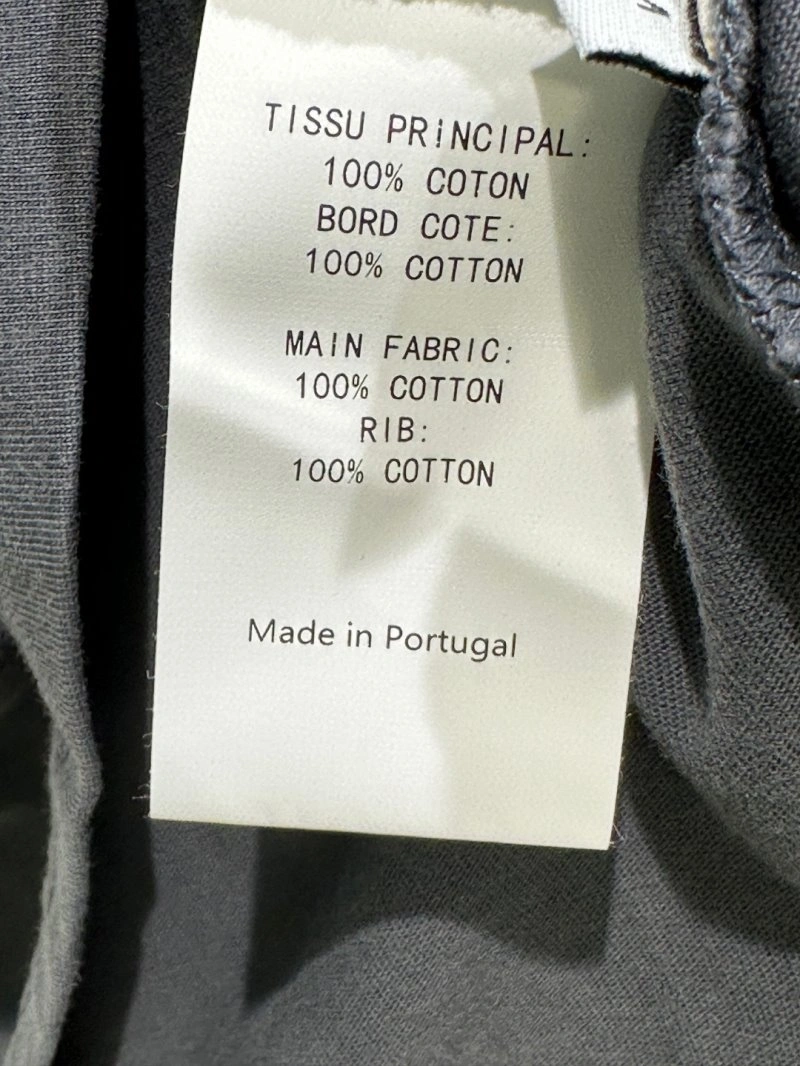 TISSU PRINCIPAL:
100% COTON
BORD COTE:
100% COTTON
MAIN FABRIC:
100% COTTON
RIB:
100% COTTON
Made in Portugal